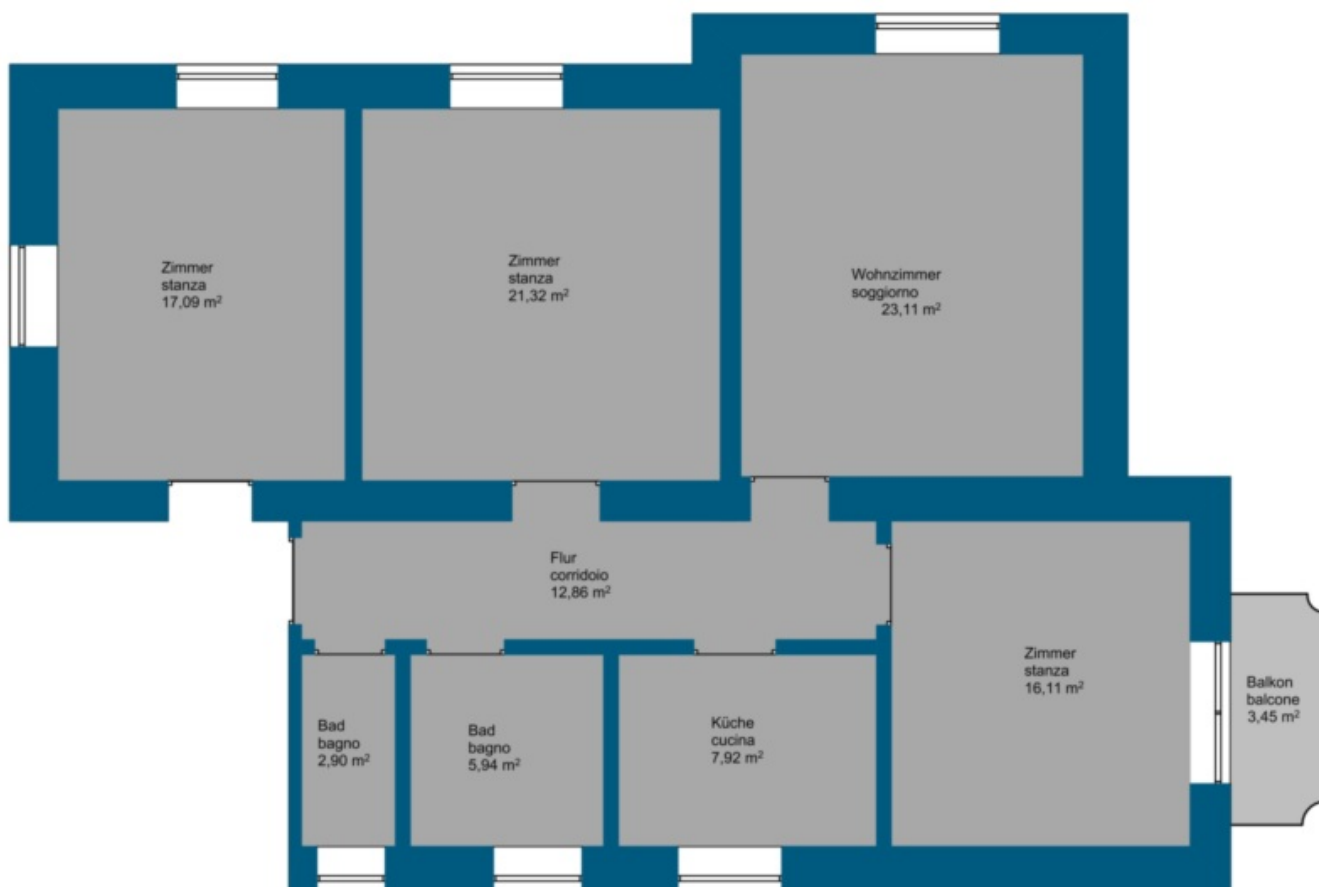 Zimmer
stanza
17,09 m²
Zimmer
stanza
21,32 m²
Wohnzimmer
soggiorno
23,11 m²
Flur
corridoio
12,86 m²
Zimmer
stanza
16,11 m²
Balkon
balcone
3,45 m²
Bad
bagno
2,90 m²
Bad
bagno
5,94 m²
Küche
cucina
7,92 m²